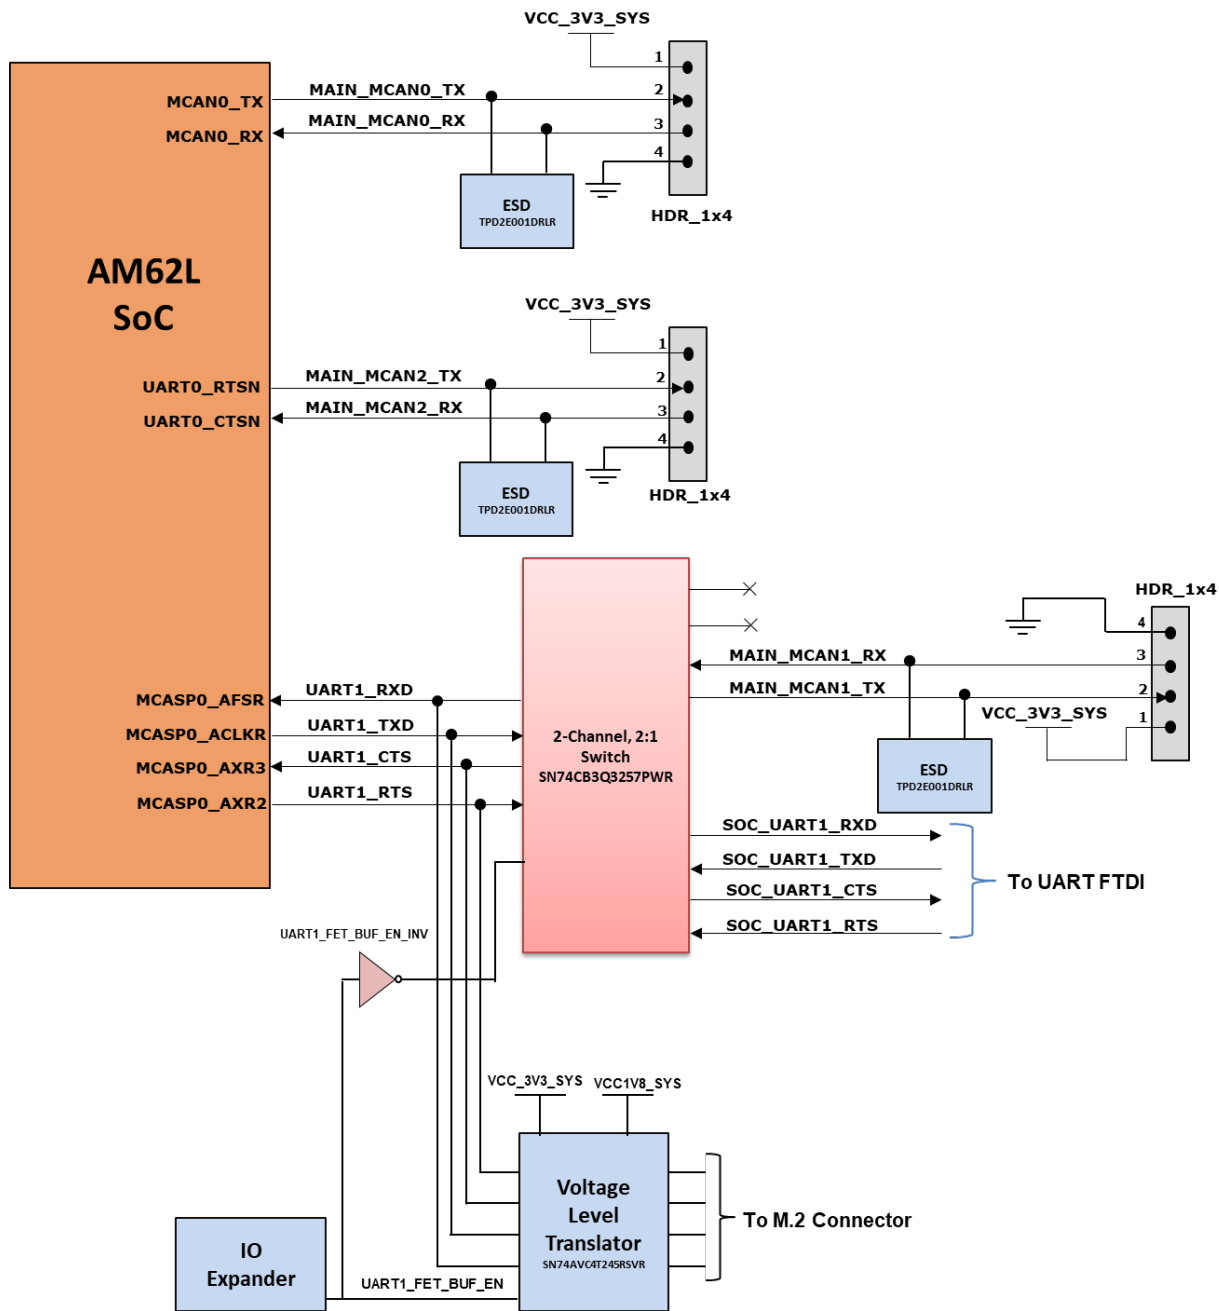 VCC_3V3_SYS
1
MCAN0_TX
MAIN_MCAN0_TX
2
MCAN0_RX
MAIN_MCAN0_RX
3
4
ESD
TPD2E001DRLR
HDR_1x4
AM62L
SoC
VCC_3V3_SYS
1
UART0_RTSN
MAIN_MCAN2_TX
2
UART0_CTSN
MAIN_MCAN2_RX
3
4
ESD
TPD2E001DRLR
HDR_1x4
HDR_1x4
4
MAIN_MCAN1_RX
3
MAIN_MCAN1_TX
2
VCC_3V3_SYS
1
MCASP0_AFSR
UART1_RXD
MCASP0_ACLKR
UART1_TXD
MCASP0_AXR3
UART1_CTS
MCASP0_AXR2
UART1_RTS
2-Channel, 2:1
Switch
SN74CB3Q3257PWR
ESD
TPD2E001DRLR
SOC_UART1_RXD
SOC_UART1_TXD
SOC_UART1_CTS
SOC_UART1_RTS
To UART FTDI
UART1_FET_BUF_EN_INV
VCC_3V3_SYS
VCC1V8_SYS
Voltage
Level
Translator
SN74AVC4T245RSVR
To M.2 Connector
IO
Expander
UART1_FET_BUF_EN